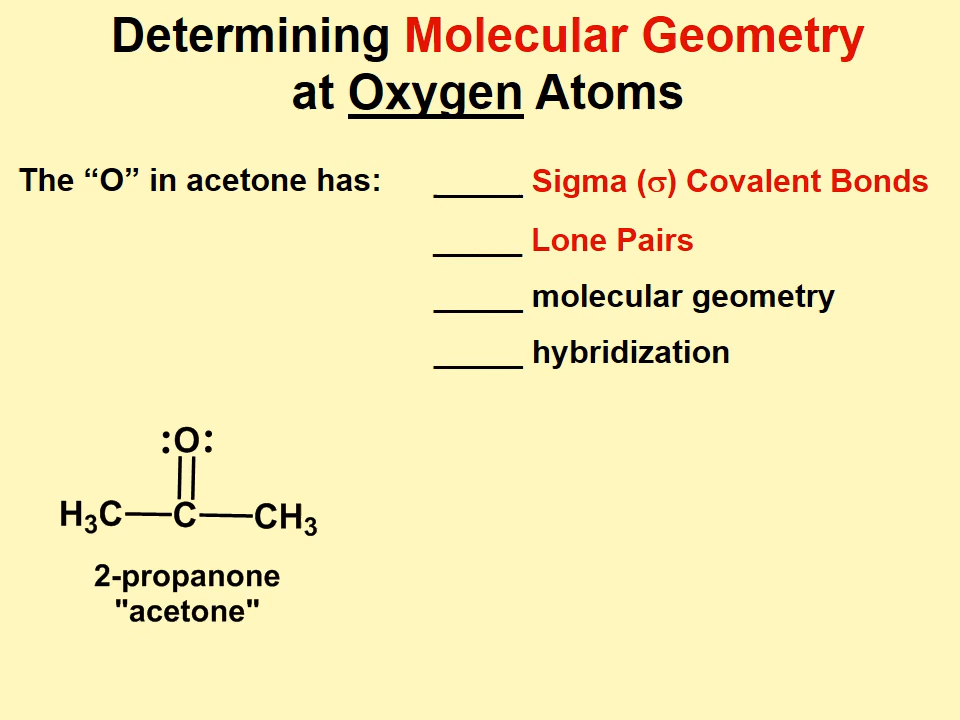 Determining Molecular Geometry
at Oxygen Atoms
The “O” in acetone has:
_____ Sigma (σ) Covalent Bonds
_____ Lone Pairs
_____ molecular geometry
_____ hybridization
:O:
H₃C—C—CH₃
2-propanone
"acetone"